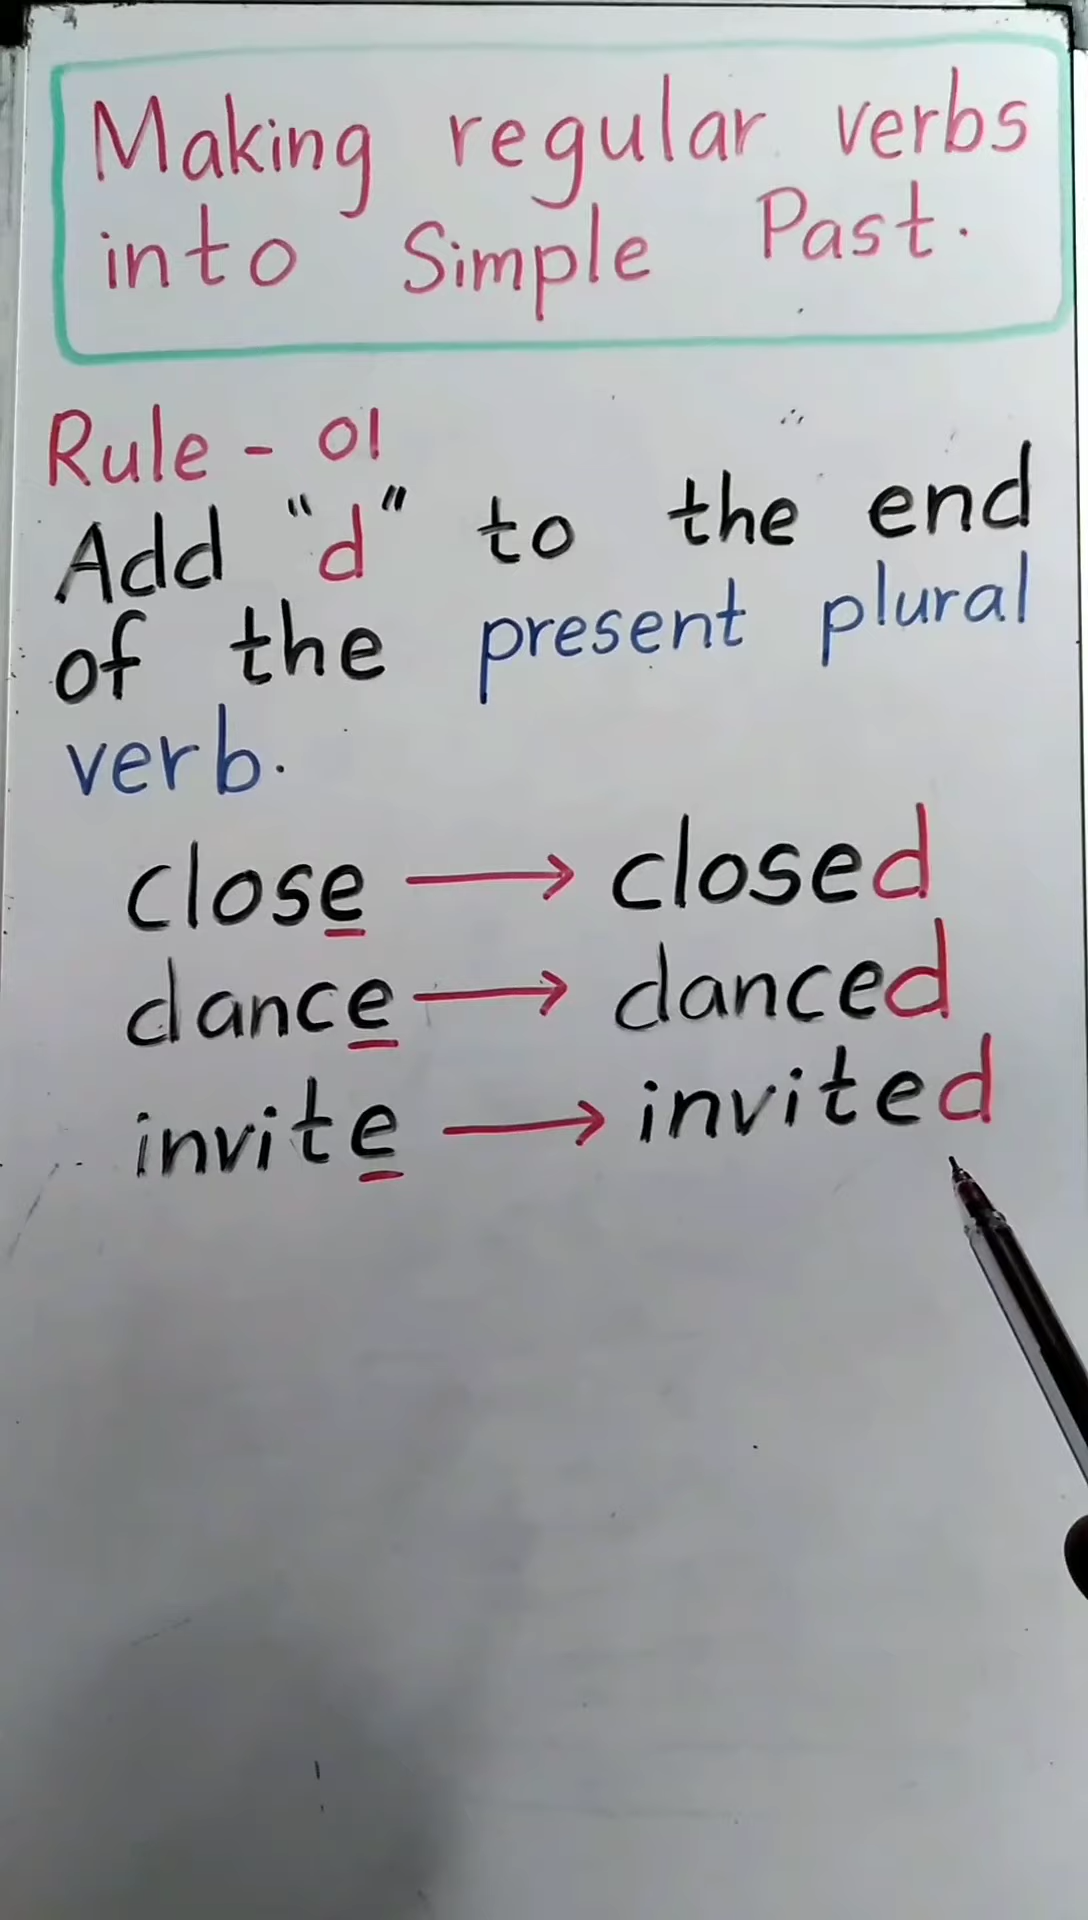 Making regular verbs
into Simple Past.
Rule - 01
Add "d" to the end
of the present plural
verb.
close → closed
dance → danced
invite → invited